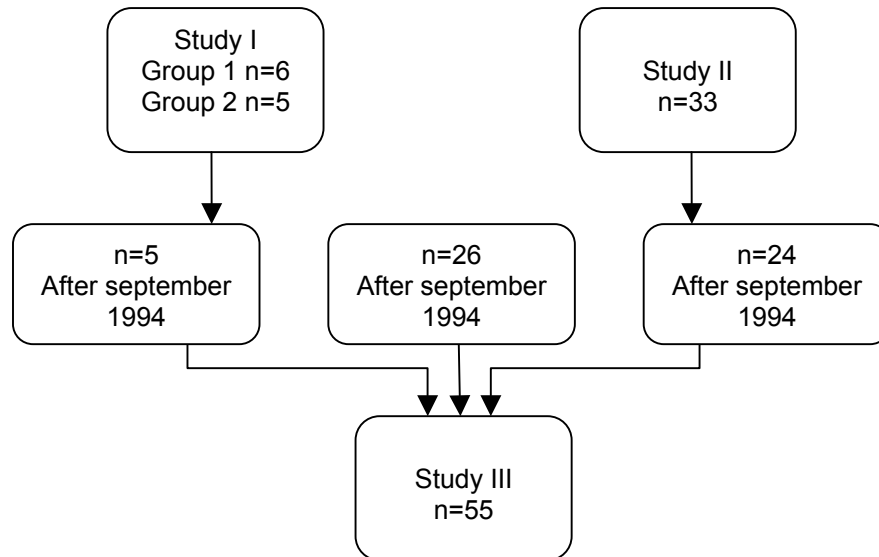 Study I
Group 1 n=6
Group 2 n=5
Study II
n=33
n=5
After september
1994
n=26
After september
1994
n=24
After september
1994
Study III
n=55